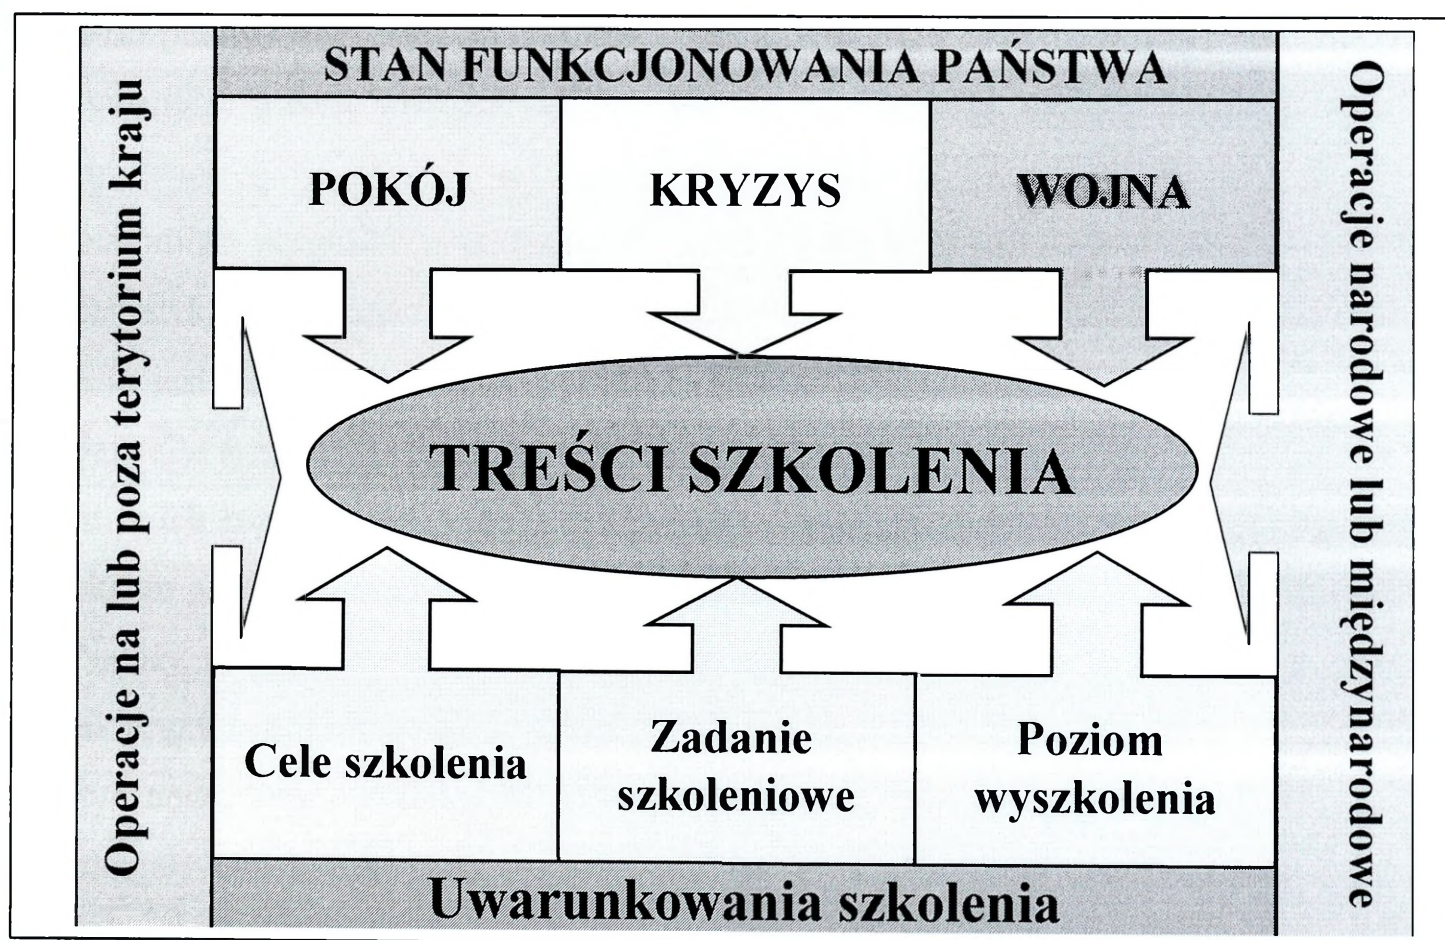 STAN FUNKCJONOWANIA PAŃSTWA
POKÓJ
KRYZYS
WOJNA
Operacje na lub poza terytorium kraju
TREŚCI SZKOLENIA
Operacje narodowe lub międzynarodowe
Cele szkolenia
Zadanie
szkoleniowe
Poziom
wyszkolenia
Uwarunkowania szkolenia